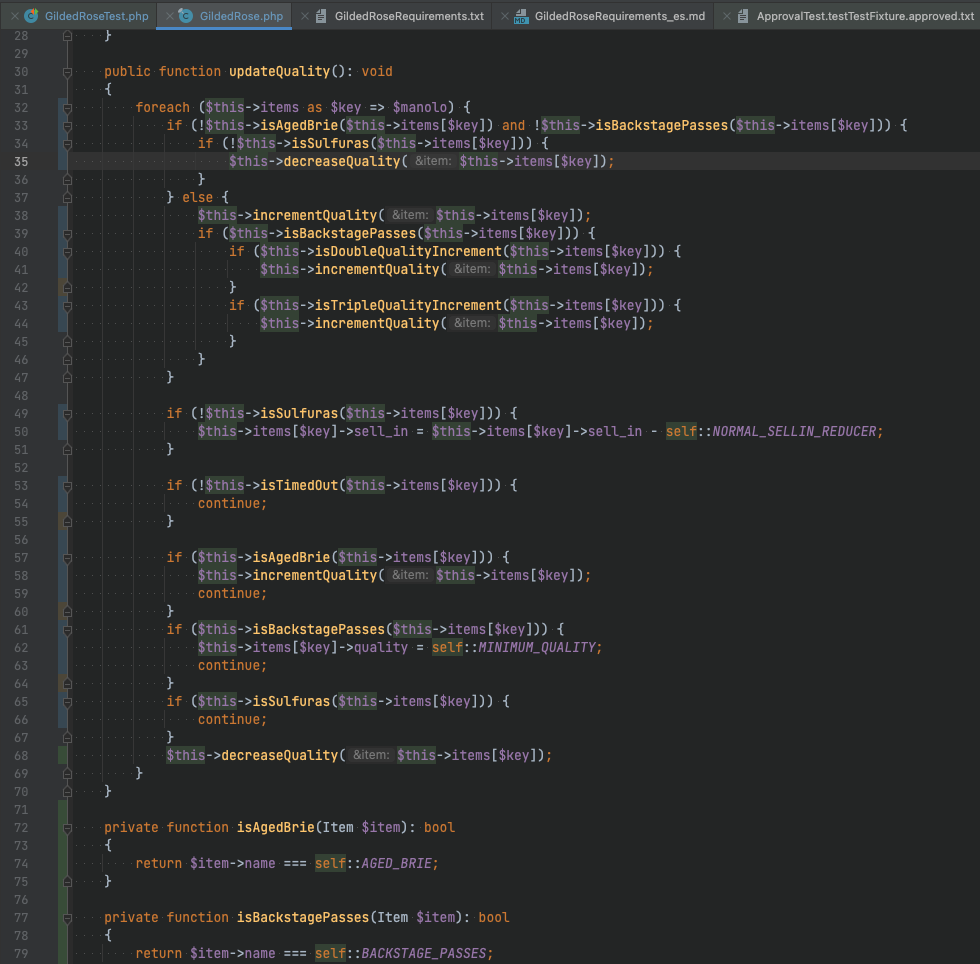 GildedRoseTest.php GildedRose.php GildedRoseRequirements.txt GildedRoseRequirements_es.md ApprovalTest.testTestFixture.approved.txt
28 }
29
30 public function updateQuality(): void
31 {
32 foreach ($this->items as $key => $manolo) {
33 if (!$this->isAgedBrie($this->items[$key]) and !$this->isBackstagePasses($this->items[$key])) {
34 if (!$this->isSulfuras($this->items[$key])) {
35 $this->decreaseQuality( &item: $this->items[$key]);
36 }
37 } else {
38 $this->incrementQuality( &item: $this->items[$key]);
39 if ($this->isBackstagePasses($this->items[$key])) {
40 if ($this->isDoubleQualityIncrement($this->items[$key])) {
41 $this->incrementQuality( &item: $this->items[$key]);
42 }
43 if ($this->isTripleQualityIncrement($this->items[$key])) {
44 $this->incrementQuality( &item: $this->items[$key]);
45 }
46 }
47 }
48
49 if (!$this->isSulfuras($this->items[$key])) {
50 $this->items[$key]->sell_in = $this->items[$key]->sell_in - self::NORMAL_SELLIN_REDUCER;
51 }
52
53 if (!$this->isTimedOut($this->items[$key])) {
54 continue;
55 }
56
57 if ($this->isAgedBrie($this->items[$key])) {
58 $this->incrementQuality( &item: $this->items[$key]);
59 continue;
60 }
61 if ($this->isBackstagePasses($this->items[$key])) {
62 $this->items[$key]->quality = self::MINIMUM_QUALITY;
63 continue;
64 }
65 if ($this->isSulfuras($this->items[$key])) {
66 continue;
67 }
68 $this->decreaseQuality( &item: $this->items[$key]);
69 }
70 }
71
72 private function isAgedBrie(Item $item): bool
73 {
74 return $item->name === self::AGED_BRIE;
75 }
76
77 private function isBackstagePasses(Item $item): bool
78 {
79 return $item->name === self::BACKSTAGE_PASSES;